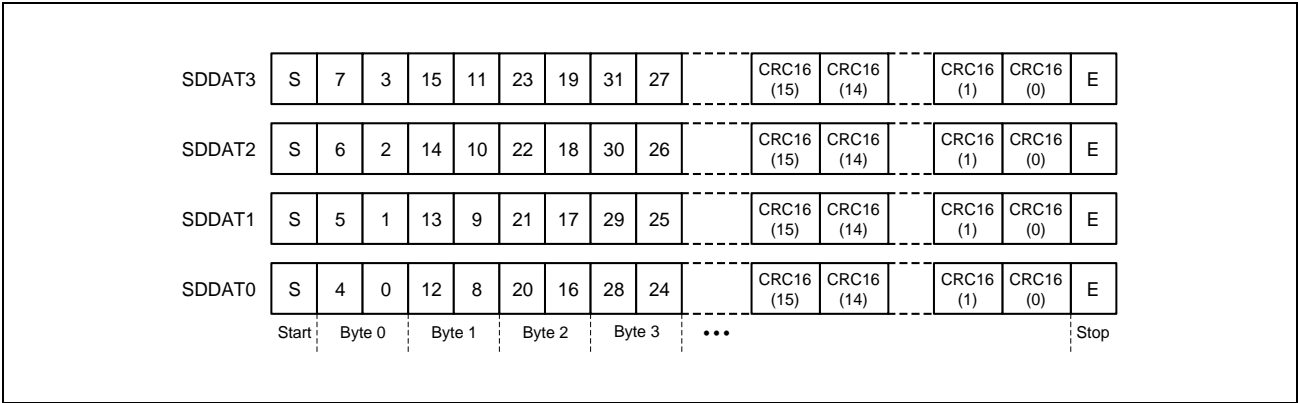 SDDAT3 S 7 3 15 11 23 19 31 27 CRC16 (15) CRC16 (14) CRC16 (1) CRC16 (0) E
SDDAT2 S 6 2 14 10 22 18 30 26 CRC16 (15) CRC16 (14) CRC16 (1) CRC16 (0) E
SDDAT1 S 5 1 13 9 21 17 29 25 CRC16 (15) CRC16 (14) CRC16 (1) CRC16 (0) E
SDDAT0 S 4 0 12 8 20 16 28 24 CRC16 (15) CRC16 (14) CRC16 (1) CRC16 (0) E
Start Byte 0 Byte 1 Byte 2 Byte 3 ••• Stop